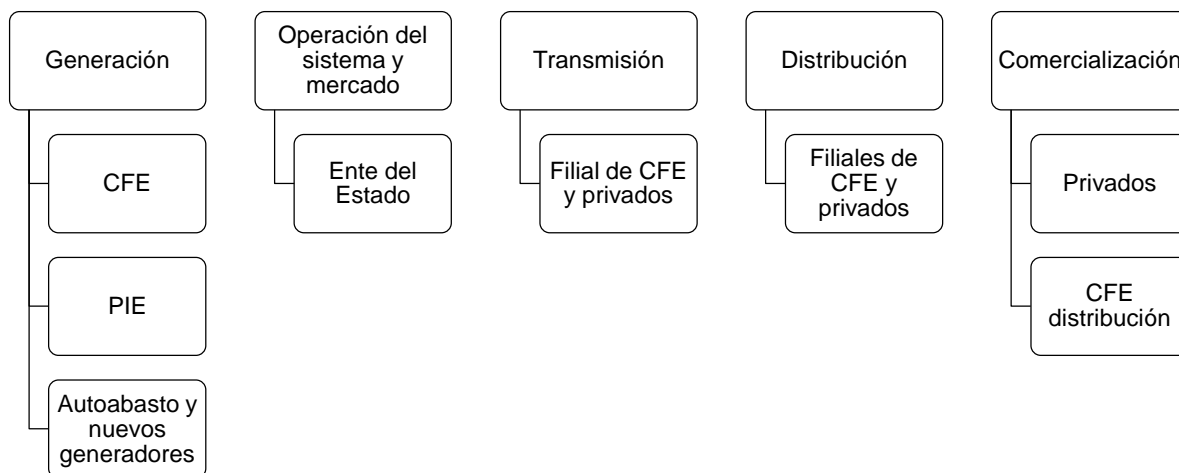 Generación
CFE
PIE
Autoabasto y
nuevos
generadores
Operación del
sistema y
mercado
Ente del
Estado
Transmisión
Filial de CFE
y privados
Distribución
Filiales de
CFE y
privados
Comercialización
Privados
CFE
distribución